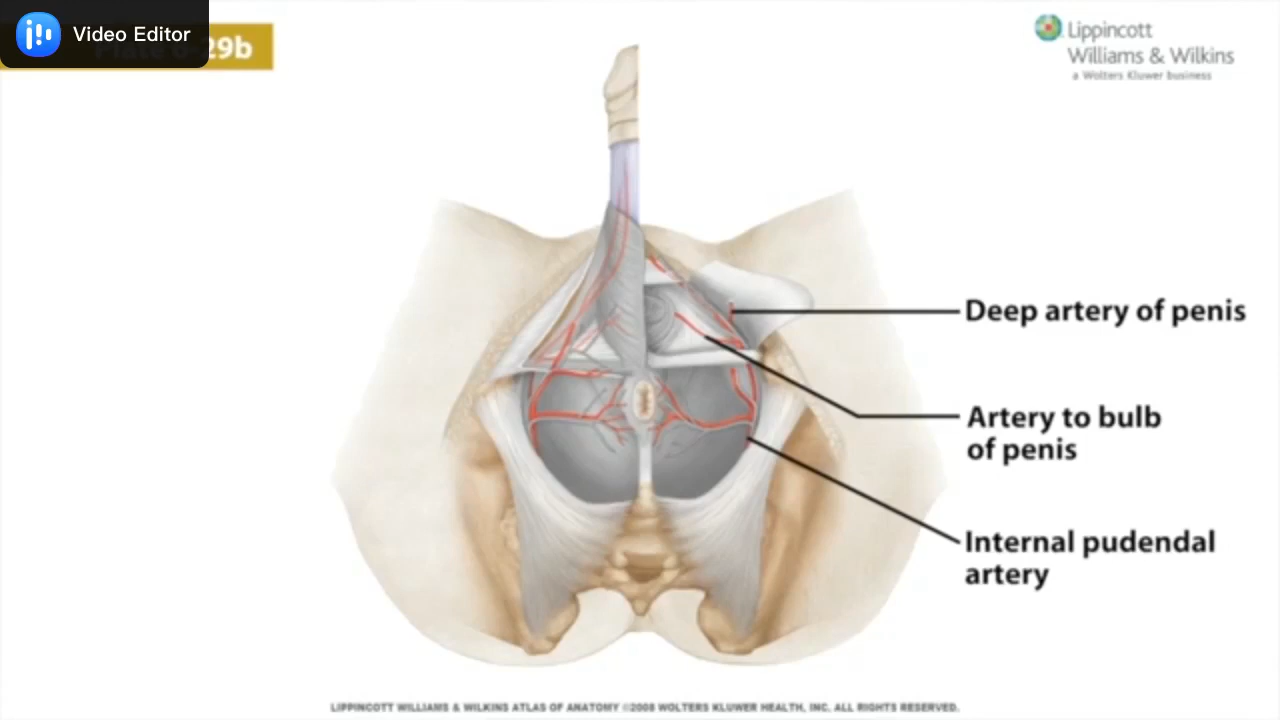 Video Editor
29b
Lippincott
Williams & Wilkins
a Wolters Kluwer business
Deep artery of penis
Artery to bulb
of penis
Internal pudendal
artery
LIPPINCOTT WILLIAMS & WILKINS ATLAS OF ANATOMY ©2008 WOLTERS KLUWER HEALTH, INC. ALL RIGHTS RESERVED.